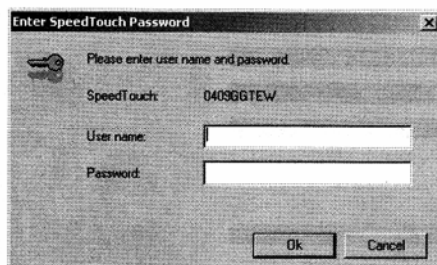 Enter SpeedTouch Password
Please enter user name and password.
SpeedTouch: 0409GGTEW
User name:
Password:
Ok Cancel